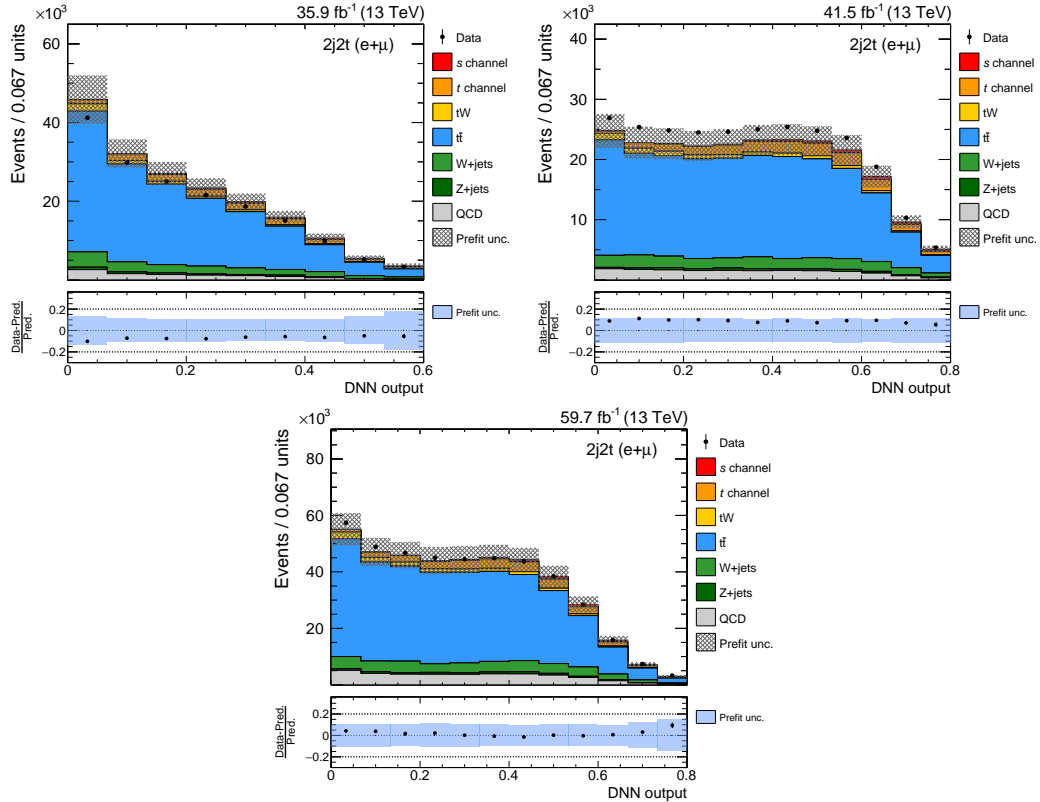 ×10³ 35.9 fb⁻¹ (13 TeV)
2j2t (e+μ)
Events / 0.067 units
60
40
20
Data
s channel
t channel
tW
tt̄
W+jets
Z+jets
QCD
Prefit unc.
Data-Pred.
Pred.
0.2
0
−0.2
Prefit unc.
0 0.2 0.4 0.6
DNN output
×10³ 41.5 fb⁻¹ (13 TeV)
2j2t (e+μ)
Events / 0.067 units
40
30
20
10
Data
s channel
t channel
tW
tt̄
W+jets
Z+jets
QCD
Prefit unc.
Data-Pred.
Pred.
0.2
0
−0.2
Prefit unc.
0 0.2 0.4 0.6 0.8
DNN output
×10³ 59.7 fb⁻¹ (13 TeV)
2j2t (e+μ)
Events / 0.067 units
80
60
40
20
Data
s channel
t channel
tW
tt̄
W+jets
Z+jets
QCD
Prefit unc.
Data-Pred.
Pred.
0.2
0
−0.2
Prefit unc.
0 0.2 0.4 0.6 0.8
DNN output